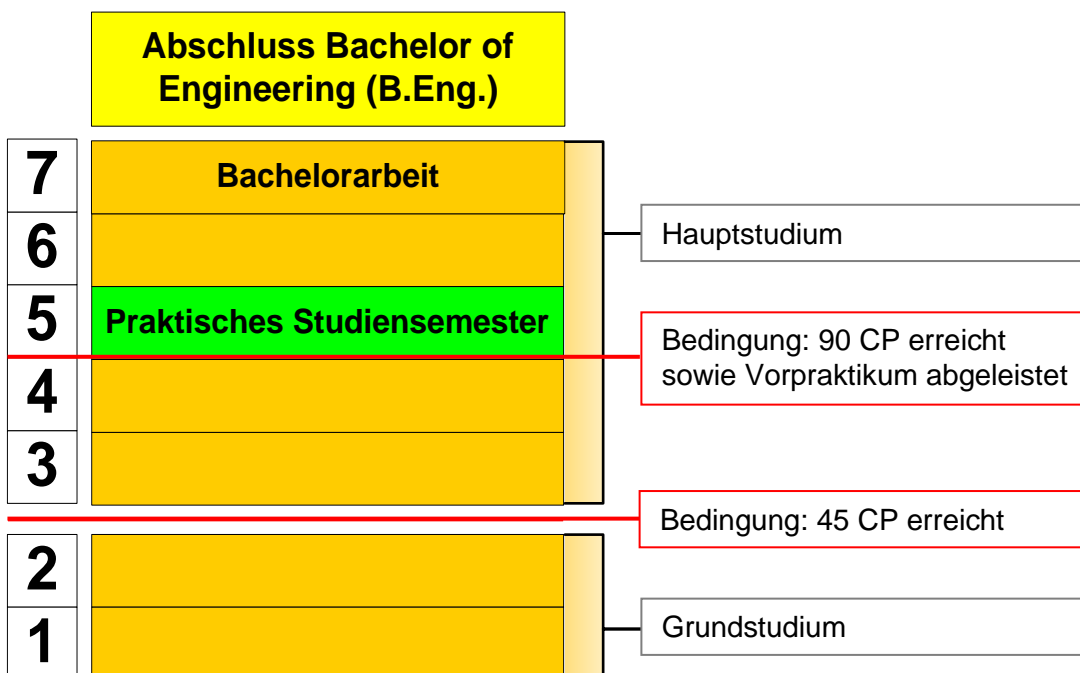 Abschluss Bachelor of
Engineering (B.Eng.)
7
Bachelorarbeit
6
Hauptstudium
5
Praktisches Studiensemester
Bedingung: 90 CP erreicht
sowie Vorpraktikum abgeleistet
4
3
Bedingung: 45 CP erreicht
2
1
Grundstudium